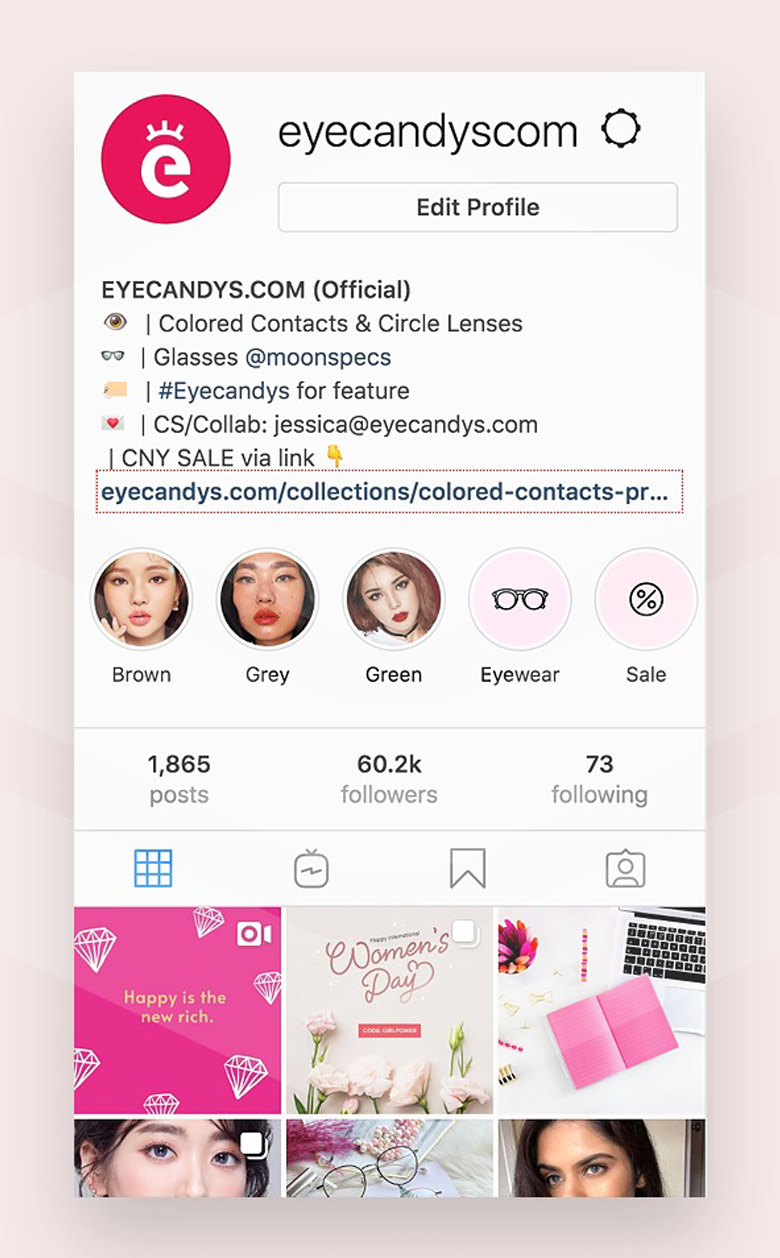 ë
eyecandyscom
Edit Profile
EYECANDYS.COM (Official)
👁 | Colored Contacts & Circle Lenses
👓 | Glasses @moonspecs
| #Eyecandys for feature
💌 | CS/Collab: jessica@eyecandys.com
| CNY SALE via link 👇
eyecandys.com/collections/colored-contacts-pr...
Brown
Grey
Green
Eyewear
Sale
1,865
posts
60.2k
followers
73
following
Happy is the
new rich.
Happy International
Women's
Day
CODE: GIRLPOWER